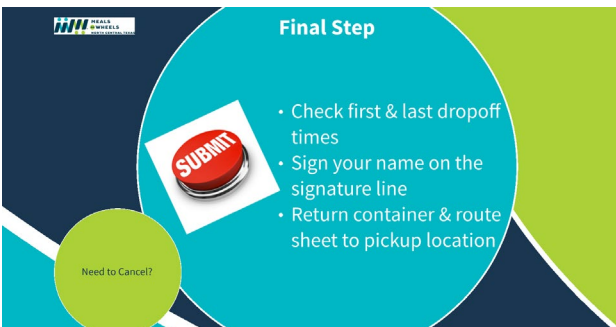 MEALS
ON WHEELS
NORTH CENTRAL TEXAS
Final Step
SUBMIT
• Check first & last dropoff
times
• Sign your name on the
signature line
• Return container & route
sheet to pickup location
Need to Cancel?